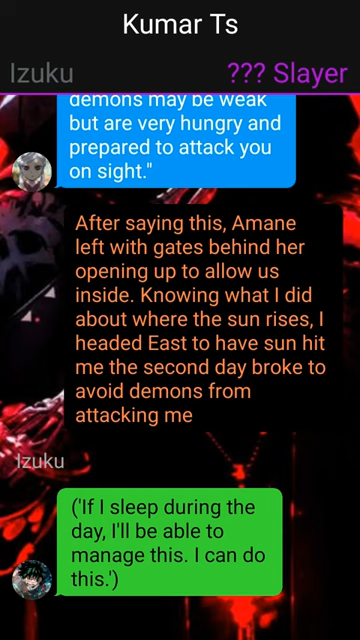 Kumar Ts
Izuku
??? Slayer
demons may be weak
but are very hungry and
prepared to attack you
on sight."
After saying this, Amane
left with gates behind her
opening up to allow us
inside. Knowing what I did
about where the sun rises, I
headed East to have sun hit
me the second day broke to
avoid demons from
attacking me
Izuku
('If I sleep during the
day, I'll be able to
manage this. I can do
this.')